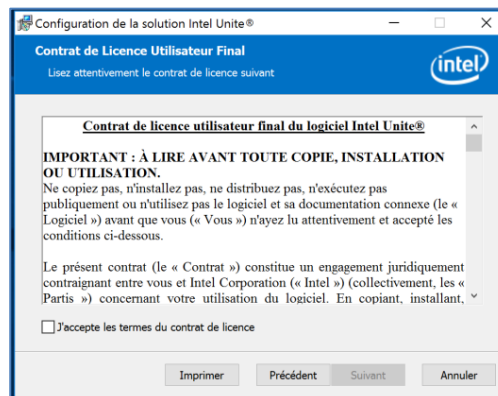 Configuration de la solution Intel Unite®
Contrat de Licence Utilisateur Final
Lisez attentivement le contrat de licence suivant
intel
Contrat de licence utilisateur final du logiciel Intel Unite®
IMPORTANT : À LIRE AVANT TOUTE COPIE, INSTALLATION
OU UTILISATION.
Ne copiez pas, n'installez pas, ne distribuez pas, n'exécutez pas
publiquement ou n'utilisez pas le logiciel et sa documentation connexe (le «
Logiciel ») avant que vous (« Vous ») n'ayez lu attentivement et accepté les
conditions ci-dessous.
Le présent contrat (le « Contrat ») constitue un engagement juridiquement
contraignant entre vous et Intel Corporation (« Intel ») (collectivement, les «
Partis ») concernant votre utilisation du logiciel. En copiant, installant,
J'accepte les termes du contrat de licence
Imprimer
Précédent
Suivant
Annuler